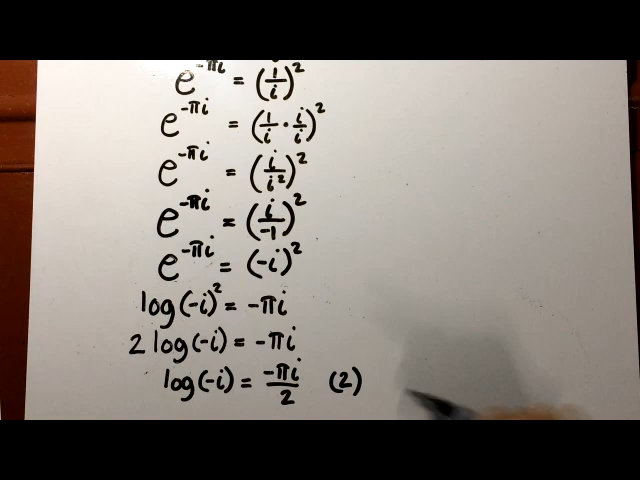 e^{-πi} = (1/i)^2
e^{-πi} = (1/i · i/i)^2
e^{-πi} = (i/i^2)^2
e^{-πi} = (i/-1)^2
e^{-πi} = (-i)^2
log(-i)^2 = -πi
2 log(-i) = -πi
log(-i) = -πi/2 (2)